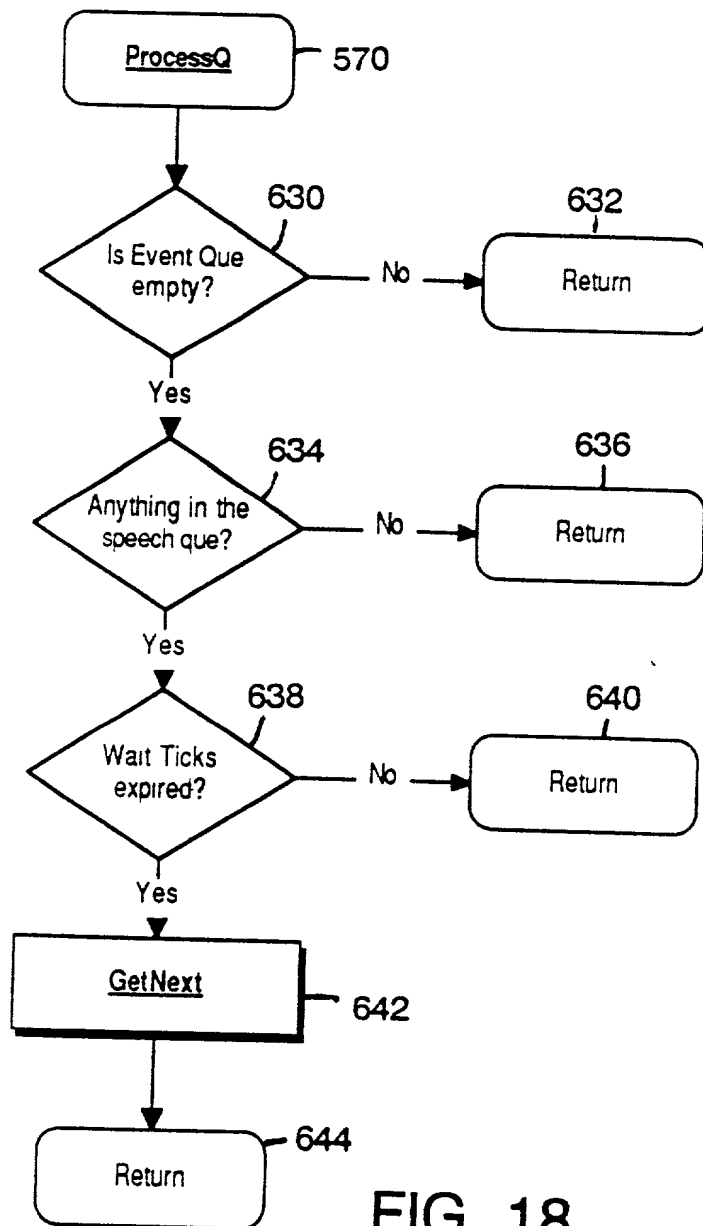 ProcessQ
570
630
Is Event Que
empty?
No
632
Return
Yes
634
Anything in the
speech que?
No
636
Return
Yes
638
Wait Ticks
expired?
No
640
Return
Yes
GetNext
642
644
Return
FIG. 18